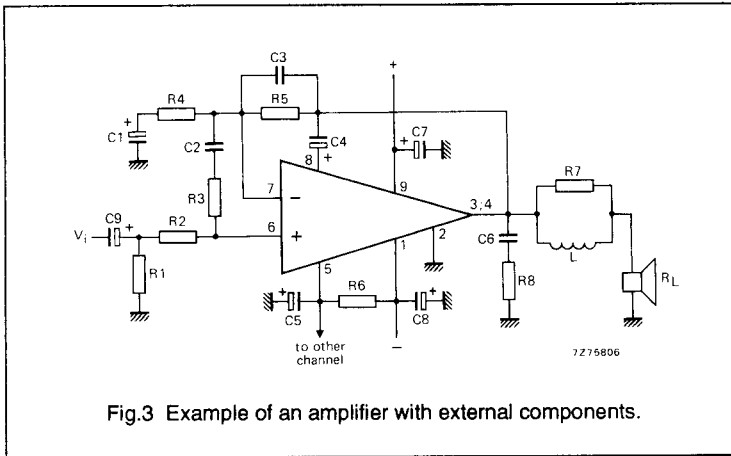 C3
+
R4
R5
C1
+
C2
C4
+
C7
+
8
R3
7
−
9
R7
3;4
C9
+
R2
6
+
V i
1
2
C6
L
R1
5
R8
R L
+
C5
R6
+
C8
to other
channel
−
7Z75806
Fig.3 Example of an amplifier with external components.